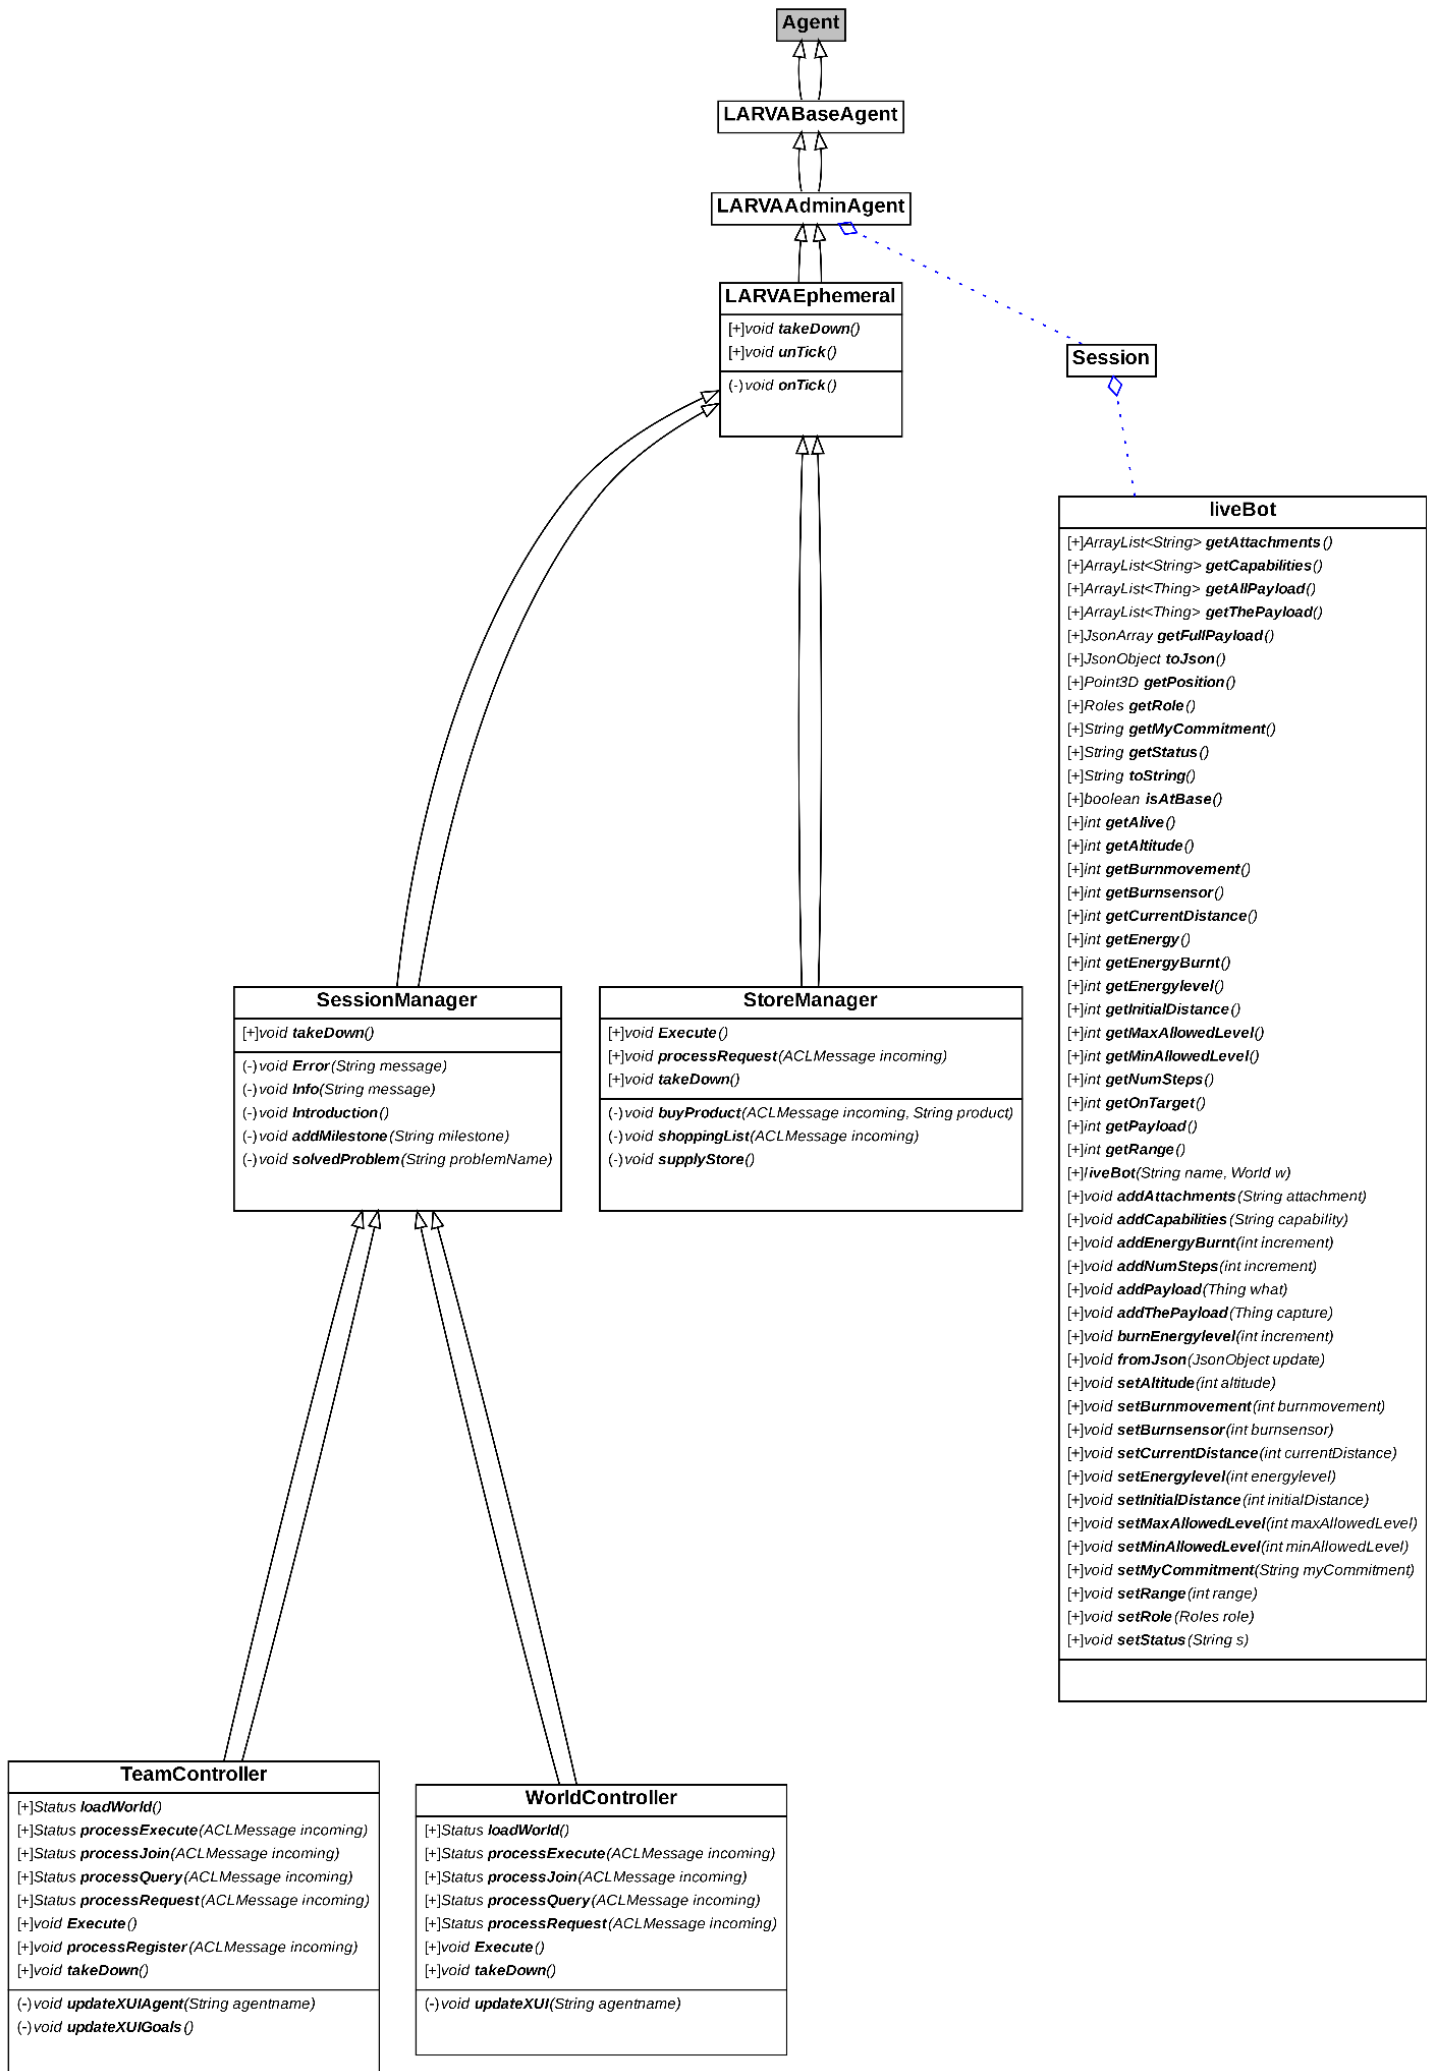 Agent
LARVABaseAgent
LARVAAdminAgent
LARVAEphemeral
[+]void takeDown()
[+]void unTick()
(-)void onTick()
Session
liveBot
[+]ArrayList<String> getAttachments()
[+]ArrayList<String> getCapabilities()
[+]ArrayList<Thing> getAllPayload()
[+]ArrayList<Thing> getThePayload()
[+]JsonArray getFullPayload()
[+]JsonObject toJson()
[+]Point3D getPosition()
[+]Roles getRole()
[+]String getMyCommitment()
[+]String getStatus()
[+]String toString()
[+]boolean isAtBase()
[+]int getAlive()
[+]int getAltitude()
[+]int getBurnmovement()
[+]int getBurnsensor()
[+]int getCurrentDistance()
[+]int getEnergy()
[+]int getEnergyBurnt()
[+]int getEnergylevel()
[+]int getInitialDistance()
[+]int getMaxAllowedLevel()
[+]int getMinAllowedLevel()
[+]int getNumSteps()
[+]int getOnTarget()
[+]int getPayload()
[+]int getRange()
[+]liveBot(String name, World w)
[+]void addAttachments(String attachment)
[+]void addCapabilities(String capability)
[+]void addEnergyBurnt(int increment)
[+]void addNumSteps(int increment)
[+]void addPayload(Thing what)
[+]void addThePayload(Thing capture)
[+]void burnEnergylevel(int increment)
[+]void fromJson(JsonObject update)
[+]void setAltitude(int altitude)
[+]void setBurnmovement(int burnmovement)
[+]void setBurnsensor(int burnsensor)
[+]void setCurrentDistance(int currentDistance)
[+]void setEnergylevel(int energylevel)
[+]void setInitialDistance(int initialDistance)
[+]void setMaxAllowedLevel(int maxAllowedLevel)
[+]void setMinAllowedLevel(int minAllowedLevel)
[+]void setMyCommitment(String myCommitment)
[+]void setRange(int range)
[+]void setRole(Roles role)
[+]void setStatus(String s)
SessionManager
[+]void takeDown()
(-)void Error(String message)
(-)void Info(String message)
(-)void Introduction()
(-)void addMilestone(String milestone)
(-)void solvedProblem(String problemName)
StoreManager
[+]void Execute()
[+]void processRequest(ACLMessage incoming)
[+]void takeDown()
(-)void buyProduct(ACLMessage incoming, String product)
(-)void shoppingList(ACLMessage incoming)
(-)void supplyStore()
TeamController
[+]Status loadWorld()
[+]Status processExecute(ACLMessage incoming)
[+]Status processJoin(ACLMessage incoming)
[+]Status processQuery(ACLMessage incoming)
[+]Status processRequest(ACLMessage incoming)
[+]void Execute()
[+]void processRegister(ACLMessage incoming)
[+]void takeDown()
(-)void updateXUIAgent(String agentname)
(-)void updateXUIGoals()
WorldController
[+]Status loadWorld()
[+]Status processExecute(ACLMessage incoming)
[+]Status processJoin(ACLMessage incoming)
[+]Status processQuery(ACLMessage incoming)
[+]Status processRequest(ACLMessage incoming)
[+]void Execute()
[+]void takeDown()
(-)void updateXUI(String agentname)